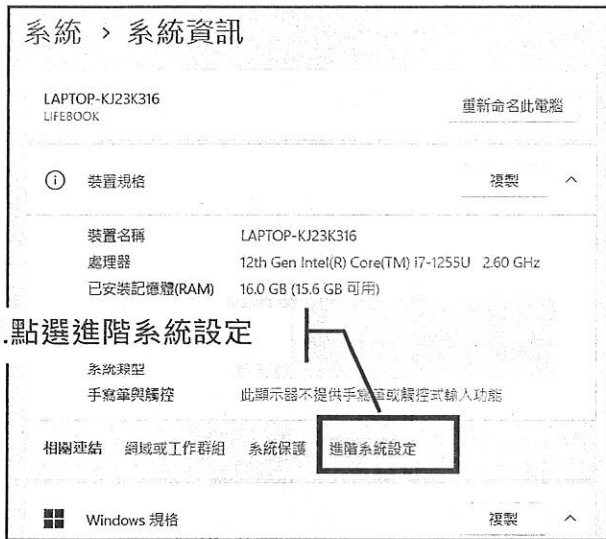 系統 › 系統資訊
LAPTOP-KJ23K316
LIFEBOOK
重新命名此電腦
裝置規格
複製
裝置名稱 LAPTOP-KJ23K316
處理器 12th Gen Intel(R) Core(TM) i7-1255U 2.60 GHz
已安裝記憶體(RAM) 16.0 GB (15.6 GB 可用)
.點選進階系統設定
系統類型
手寫筆與觸控 此顯示器不提供手寫筆或觸控式輸入功能
相關連結 網域或工作群組 系統保護 進階系統設定
Windows 規格 複製